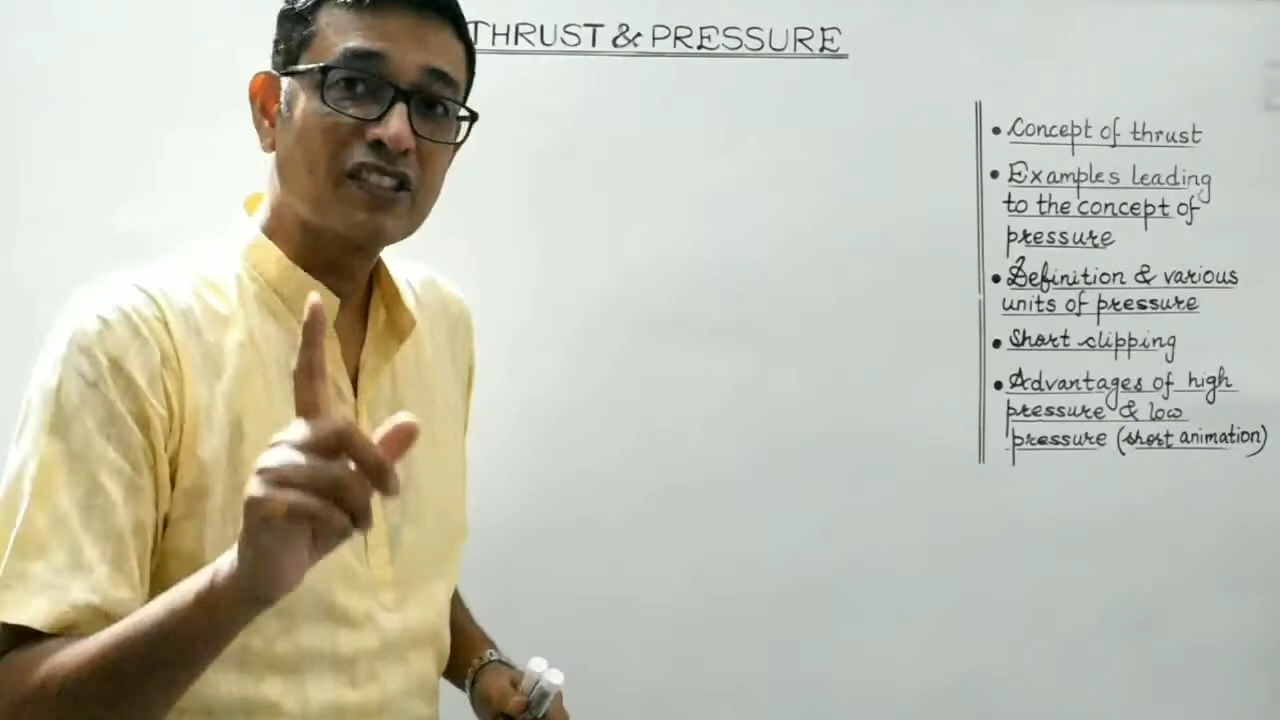 THRUST & PRESSURE
• Concept of thrust
• Examples leading
to the concept of
pressure
• Definition & various
units of pressure
• Short clipping
• Advantages of high
pressure & low
pressure (short animation)